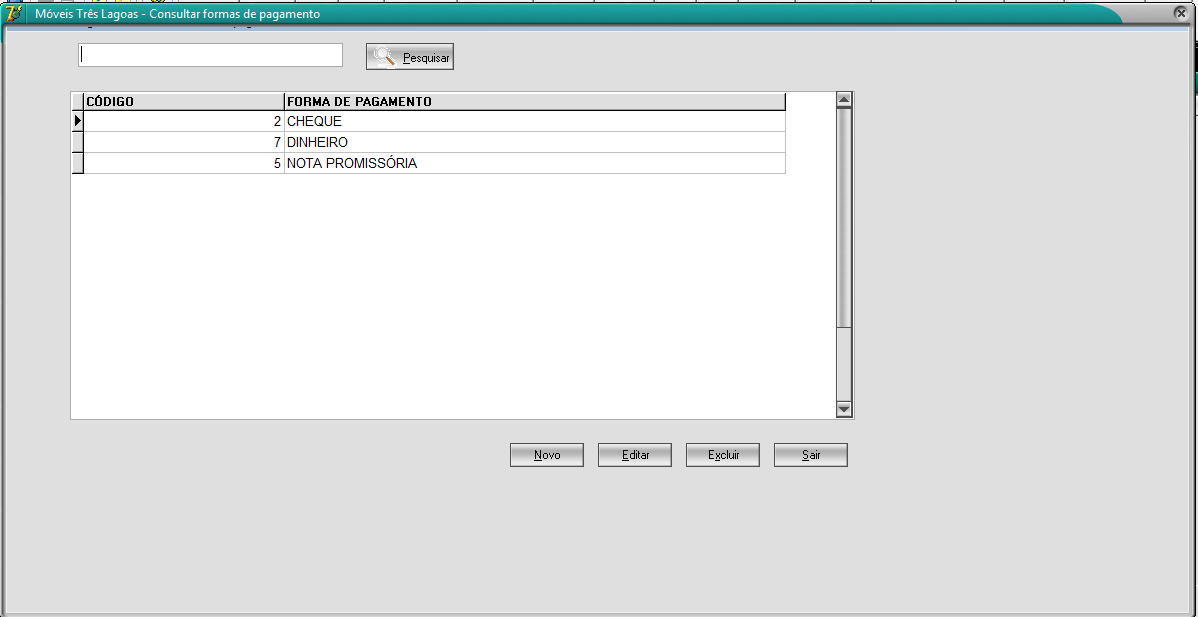 Móveis Três Lagoas - Consultar formas de pagamento
Pesquisar
CÓDIGO FORMA DE PAGAMENTO
2 CHEQUE
7 DINHEIRO
5 NOTA PROMISSÓRIA
Novo Editar Excluir Sair